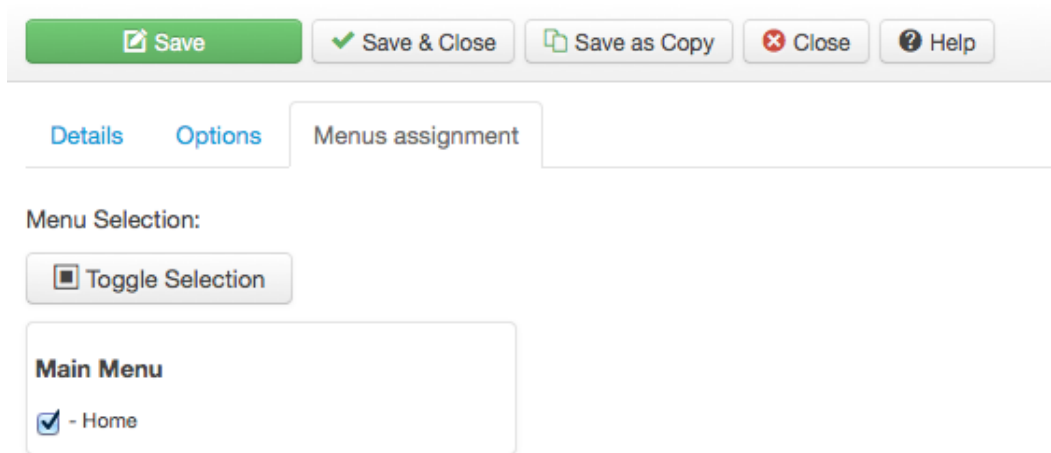 Save Save & Close Save as Copy Close Help
Details Options Menus assignment
Menu Selection:
Toggle Selection
Main Menu
- Home